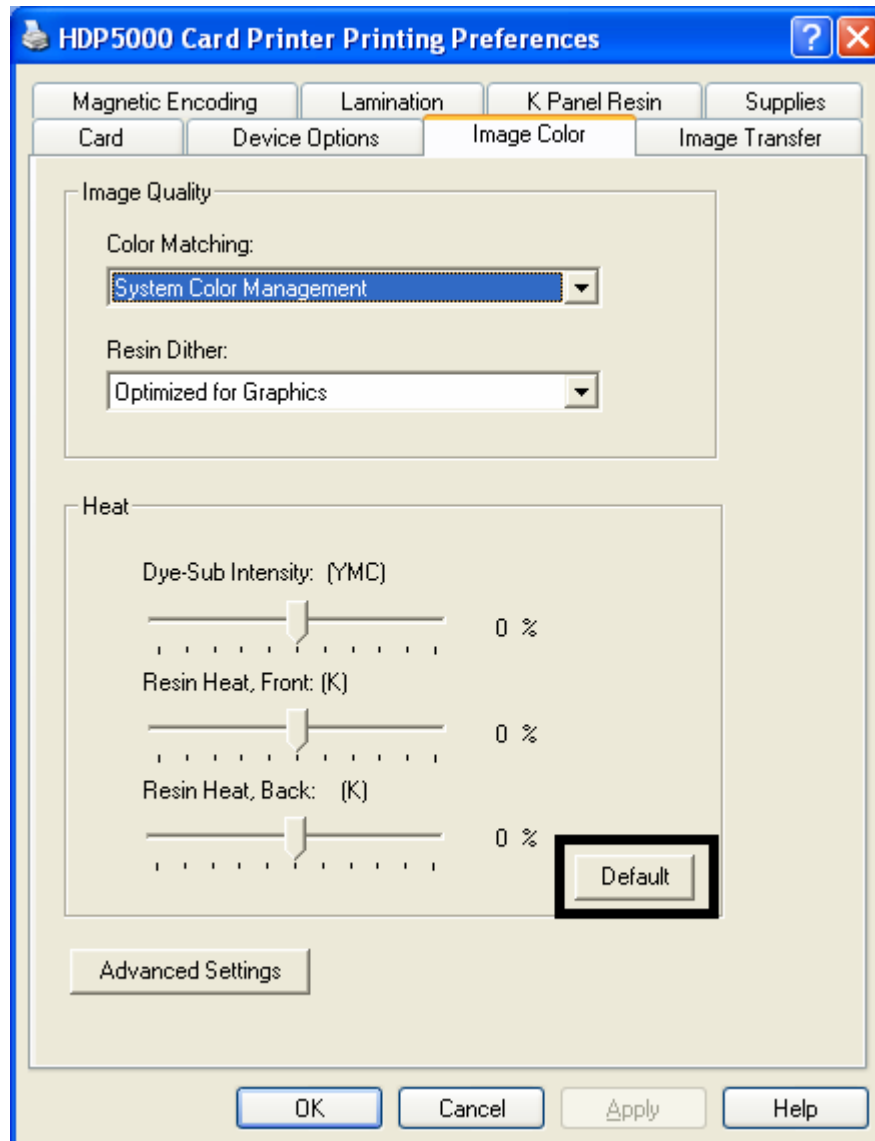 HDP5000 Card Printer Printing Preferences
Magnetic Encoding Lamination K Panel Resin Supplies
Card Device Options Image Color Image Transfer
Image Quality
Color Matching:
System Color Management
Resin Dither:
Optimized for Graphics
Heat
Dye-Sub Intensity: (YMC)
0 %
Resin Heat, Front: (K)
0 %
Resin Heat, Back: (K)
0 %
Default
Advanced Settings
OK Cancel Apply Help